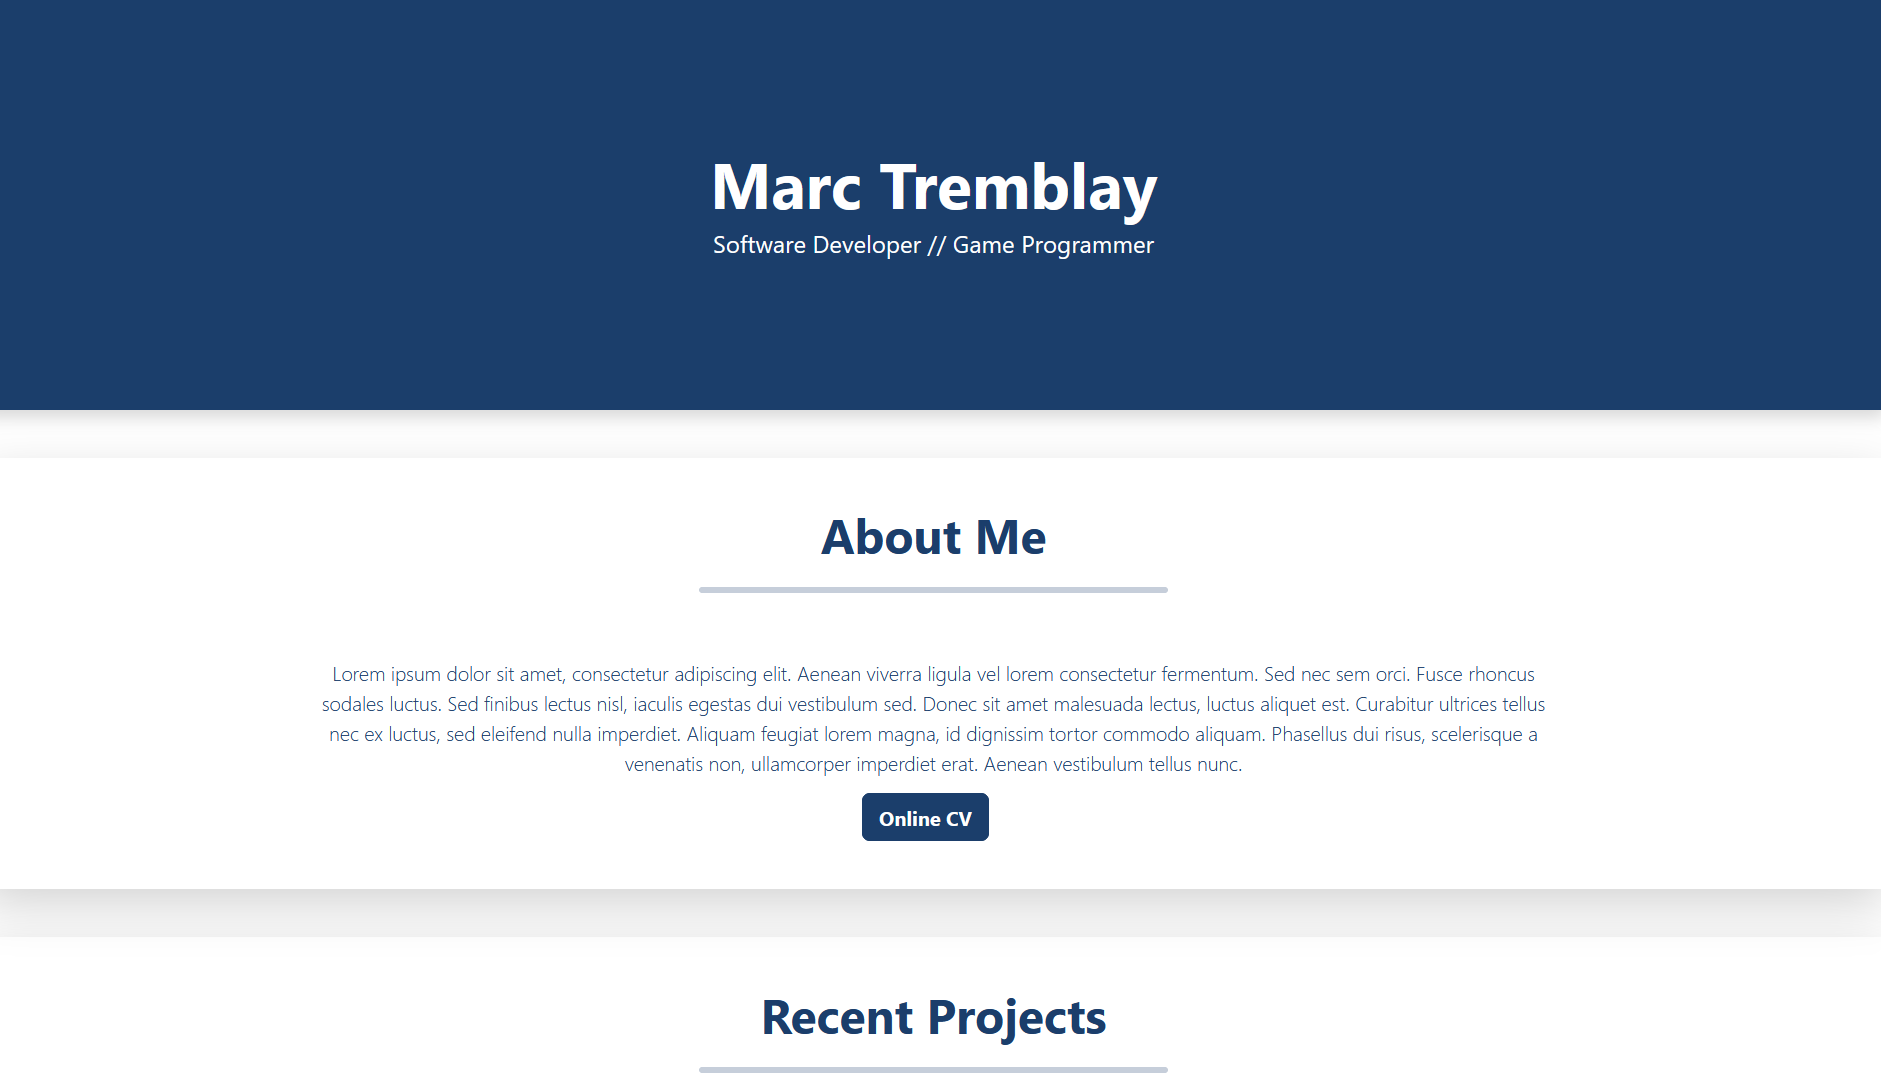 Marc Tremblay
Software Developer // Game Programmer
About Me
Lorem ipsum dolor sit amet, consectetur adipiscing elit. Aenean viverra ligula vel lorem consectetur fermentum. Sed nec sem orci. Fusce rhoncus
sodales luctus. Sed finibus lectus nisl, iaculis egestas dui vestibulum sed. Donec sit amet malesuada lectus, luctus aliquet est. Curabitur ultrices tellus
nec ex luctus, sed eleifend nulla imperdiet. Aliquam feugiat lorem magna, id dignissim tortor commodo aliquam. Phasellus dui risus, scelerisque a
venenatis non, ullamcorper imperdiet erat. Aenean vestibulum tellus nunc.
Online CV
Recent Projects